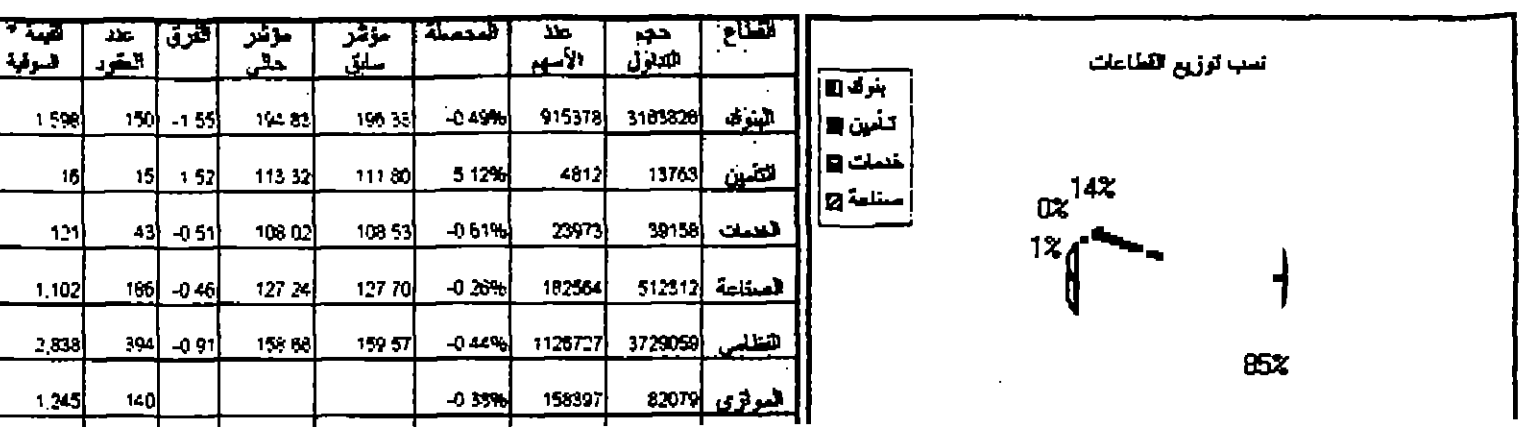 القطاع حجم التداول عدد الأسهم المحصلة مؤشر سابق مؤشر حالي الفرق عدد العقود القيمة * السوقية
البنوك 3163826 915378 -0.49% 196.33 194.83 -1.55 150 1.598
التأمين 13763 4812 5.12% 111.80 113.32 1.52 15 16
الخدمات 39158 23973 -0.61% 108.53 108.02 -0.51 43 121
الصناعة 512312 182564 -0.26% 127.70 127.24 -0.46 186 1,102
النظامي 3729059 1126727 -0.44% 159.57 158.66 -0.91 394 2,838
الموازي 82079 158397 -0.33% 140 1,245
نسب توزيع القطاعات
بنوك
تأمين
خدمات
صناعة
14%
0%
1%
85%